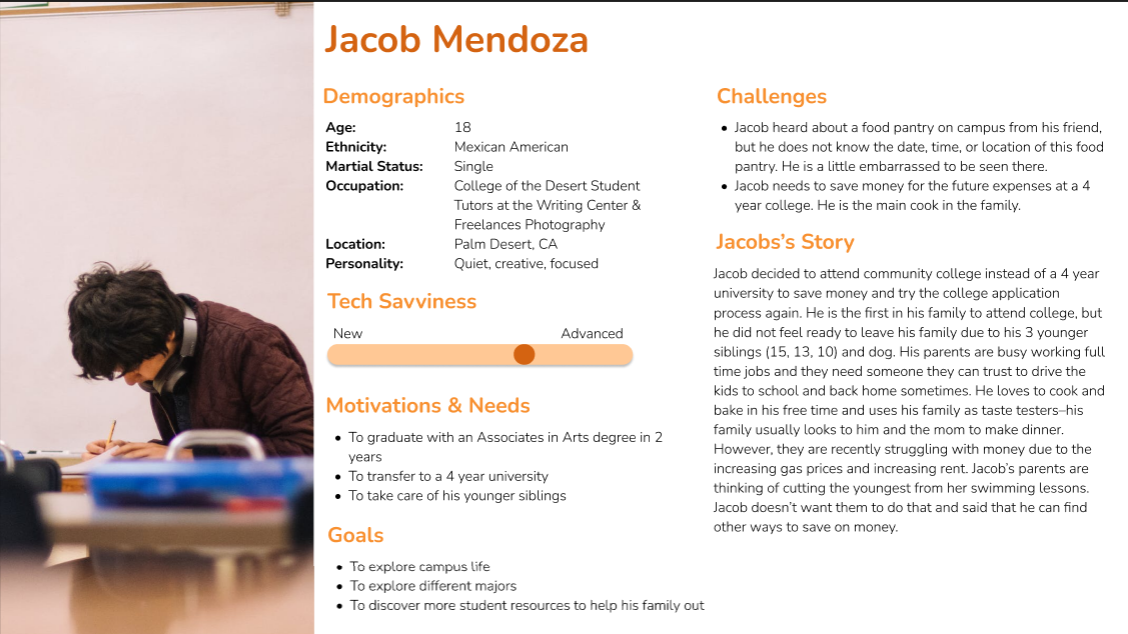 Jacob Mendoza
Demographics
Age: 18
Ethnicity: Mexican American
Martial Status: Single
Occupation: College of the Desert Student
Tutors at the Writing Center &
Freelances Photography
Location: Palm Desert, CA
Personality: Quiet, creative, focused
Tech Savviness
New Advanced
Motivations & Needs
• To graduate with an Associates in Arts degree in 2
years
• To transfer to a 4 year university
• To take care of his younger siblings
Goals
• To explore campus life
• To explore different majors
• To discover more student resources to help his family out
Challenges
• Jacob heard about a food pantry on campus from his friend,
but he does not know the date, time, or location of this food
pantry. He is a little embarrassed to be seen there.
• Jacob needs to save money for the future expenses at a 4
year college. He is the main cook in the family.
Jacobs’s Story
Jacob decided to attend community college instead of a 4 year
university to save money and try the college application
process again. He is the first in his family to attend college, but
he did not feel ready to leave his family due to his 3 younger
siblings (15, 13, 10) and dog. His parents are busy working full
time jobs and they need someone they can trust to drive the
kids to school and back home sometimes. He loves to cook and
bake in his free time and uses his family as taste testers–his
family usually looks to him and the mom to make dinner.
However, they are recently struggling with money due to the
increasing gas prices and increasing rent. Jacob’s parents are
thinking of cutting the youngest from her swimming lessons.
Jacob doesn’t want them to do that and said that he can find
other ways to save on money.